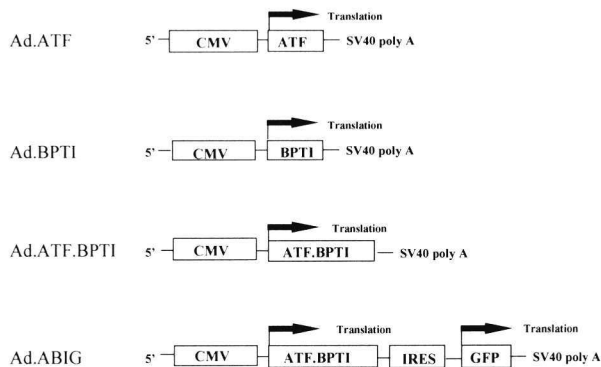 Translation
Ad.ATF 5’ CMV ATF SV40 poly A
Translation
Ad.BPTI 5’ CMV BPTI SV40 poly A
Translation
Ad.ATF.BPTI 5’ CMV ATF.BPTI SV40 poly A
Translation Translation
Ad.ABIG 5’ CMV ATF.BPTI IRES GFP SV40 poly A